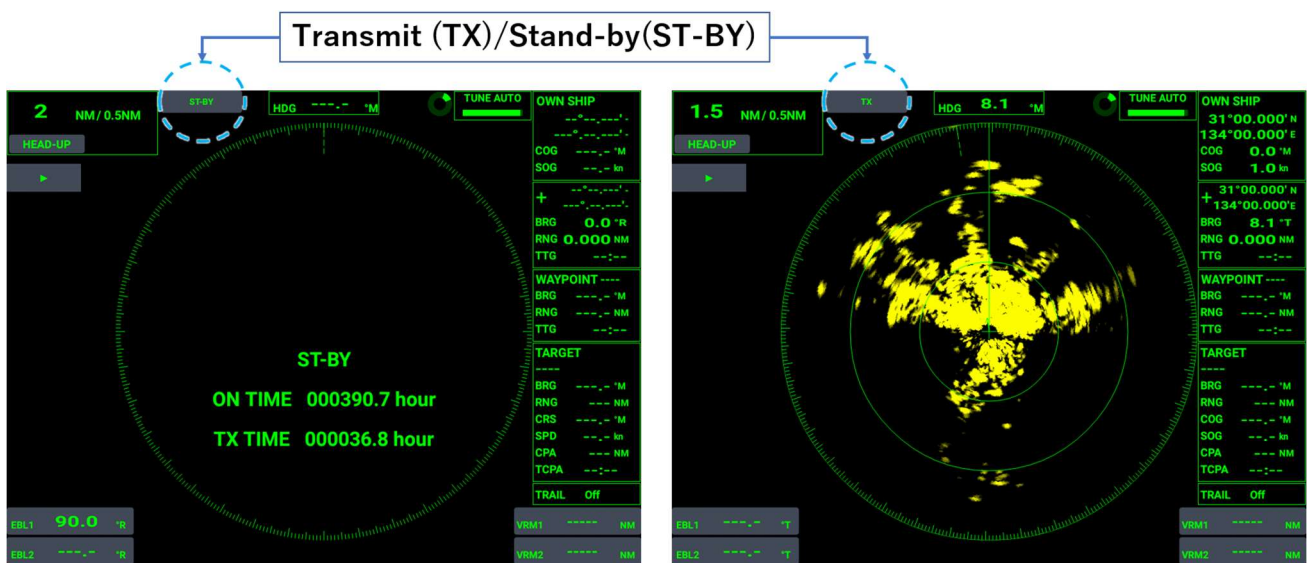 Transmit (TX)/Stand-by(ST-BY)
2 NM/ 0.5NM
ST-BY
HDG ---.- °M
TUNE AUTO
HEAD-UP
OWN SHIP
--°--.---'-
---°--.---'-
COG ---.- °M
SOG --.- kn
+ --°--.---'-
---°--.---'-
BRG 0.0 °R
RNG 0.000 NM
TTG --:--
WAYPOINT ----
BRG ---.- °M
RNG ---.-- NM
TTG --:--
TARGET
----
BRG ---.- °M
RNG --- NM
CRS ---.- °M
SPD --.- kn
CPA --- NM
TCPA --:--
TRAIL Off
ST-BY
ON TIME 000390.7 hour
TX TIME 000036.8 hour
EBL1 90.0 °R
EBL2 ---.- °R
VRM1 ----- NM
VRM2 ----- NM
1.5 NM/ 0.5NM
TX
HDG 8.1 °M
TUNE AUTO
HEAD-UP
OWN SHIP
31°00.000' N
134°00.000' E
COG 0.0 °M
SOG 1.0 kn
+ 31°00.000' N
134°00.000'E
BRG 8.1 °T
RNG 0.000 NM
TTG --:--
WAYPOINT ----
BRG ---.- °M
RNG ---.-- NM
TTG --:--
TARGET
----
BRG ---.- °M
RNG --- NM
COG ---.- °M
SOG --.- kn
CPA --- NM
TCPA --:--
TRAIL Off
EBL1 ---.- °T
EBL2 ---.- °T
VRM1 ----- NM
VRM2 ----- NM